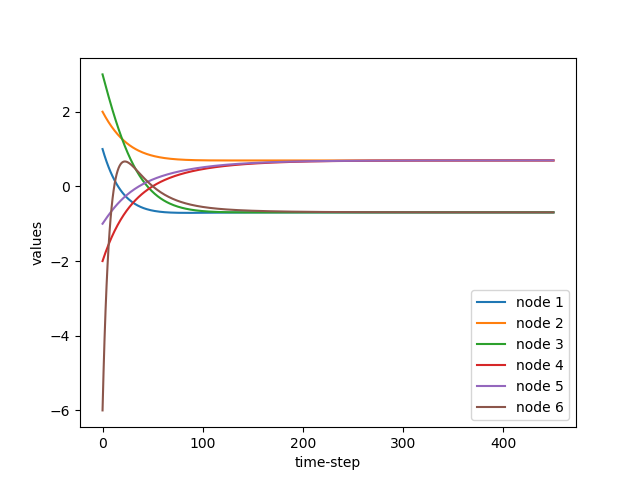 2
0
−2
−4
−6
values
0 100 200 300 400
time-step
node 1
node 2
node 3
node 4
node 5
node 6